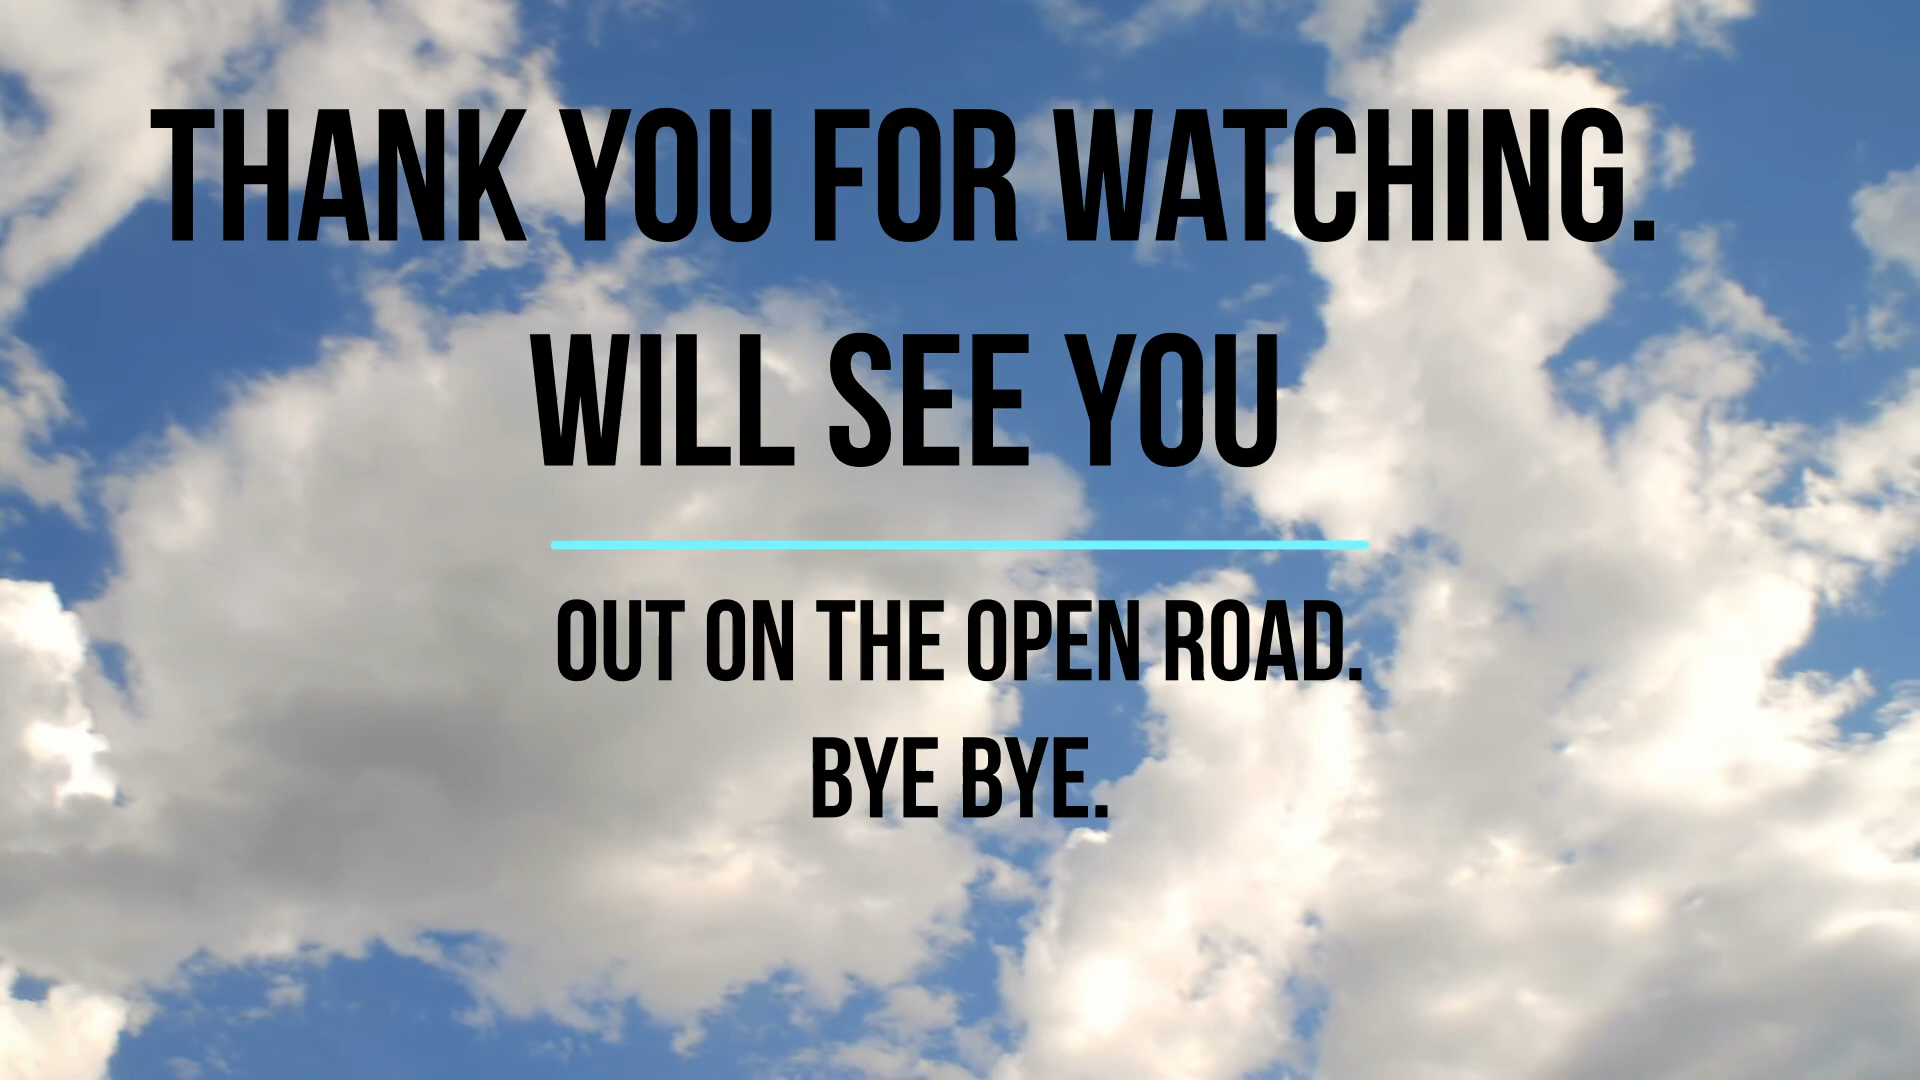 THANK YOU FOR WATCHING.
WILL SEE YOU
OUT ON THE OPEN ROAD.
BYE BYE.